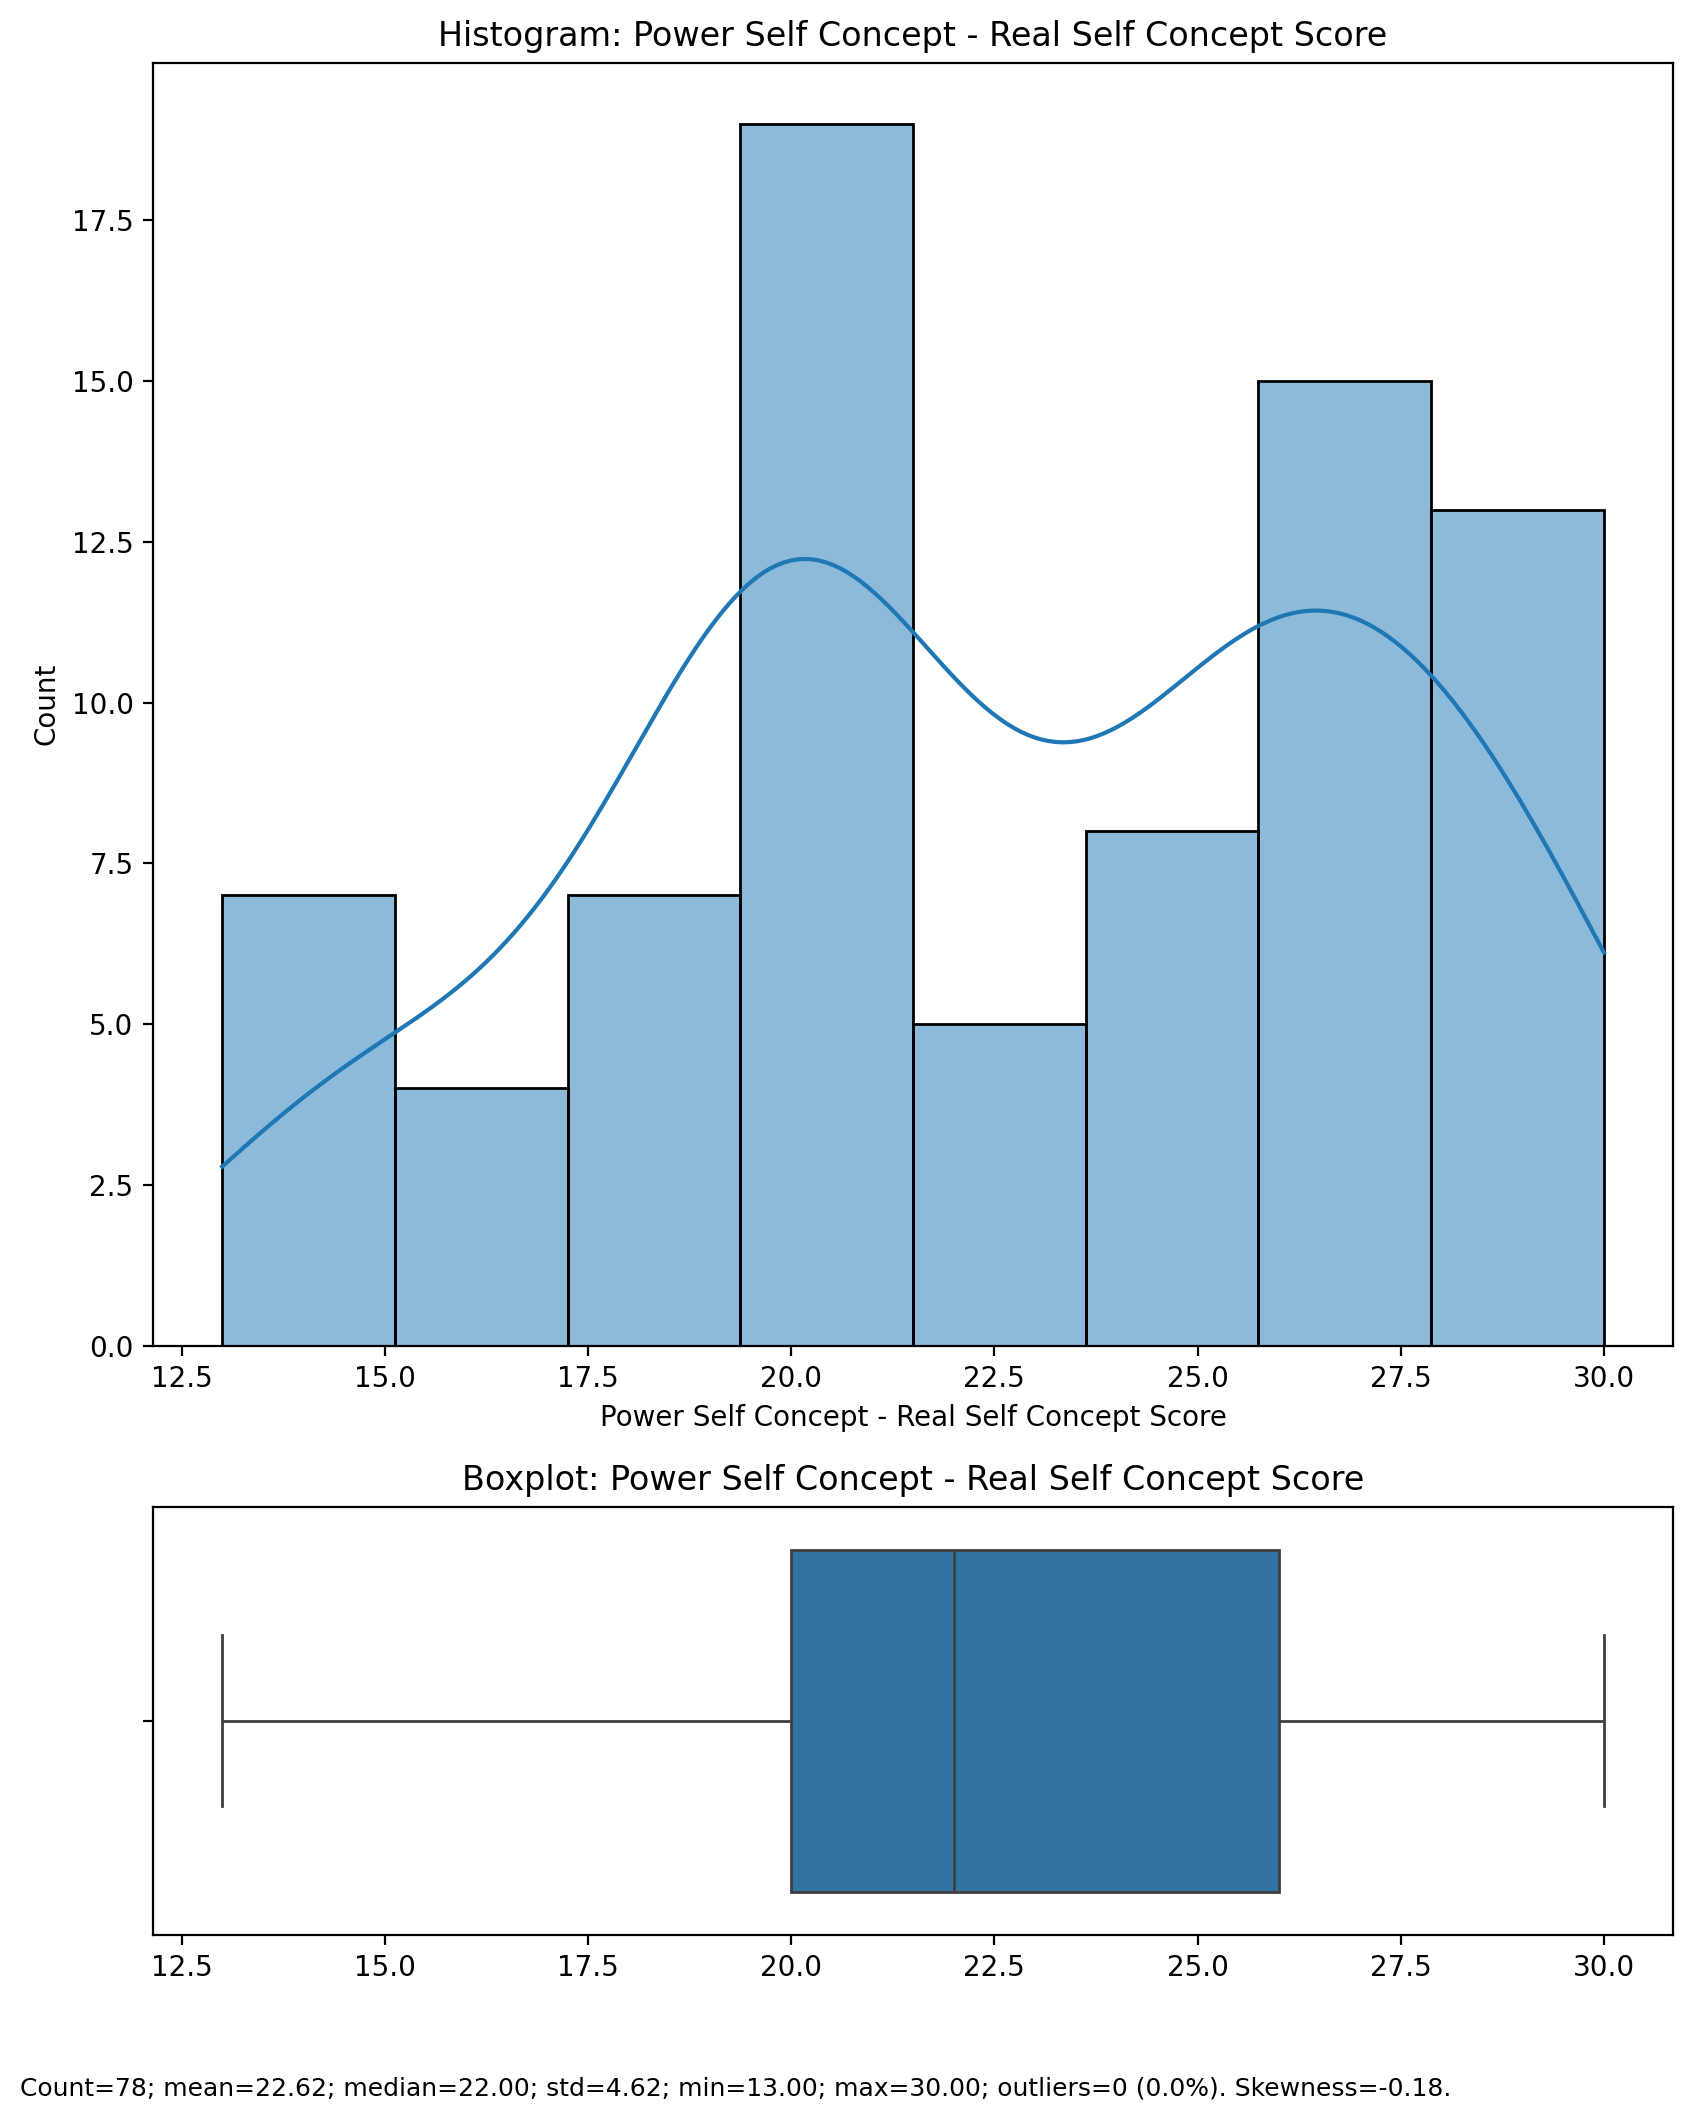 Histogram: Power Self Concept - Real Self Concept Score
17.5
15.0
12.5
10.0
7.5
5.0
2.5
0.0
Count
12.5 15.0 17.5 20.0 22.5 25.0 27.5 30.0
Power Self Concept - Real Self Concept Score
Boxplot: Power Self Concept - Real Self Concept Score
12.5 15.0 17.5 20.0 22.5 25.0 27.5 30.0
Count=78; mean=22.62; median=22.00; std=4.62; min=13.00; max=30.00; outliers=0 (0.0%). Skewness=-0.18.